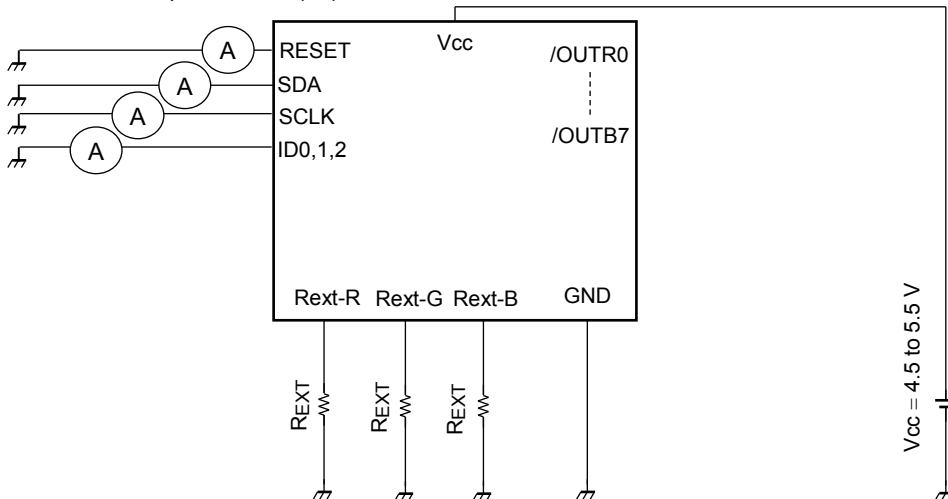 A
RESET
A
SDA
A
SCLK
A
ID0,1,2
Vcc
/OUTR0
/OUTB7
Rext-R Rext-G Rext-B GND
REXT
REXT
REXT
Vcc = 4.5 to 5.5 V